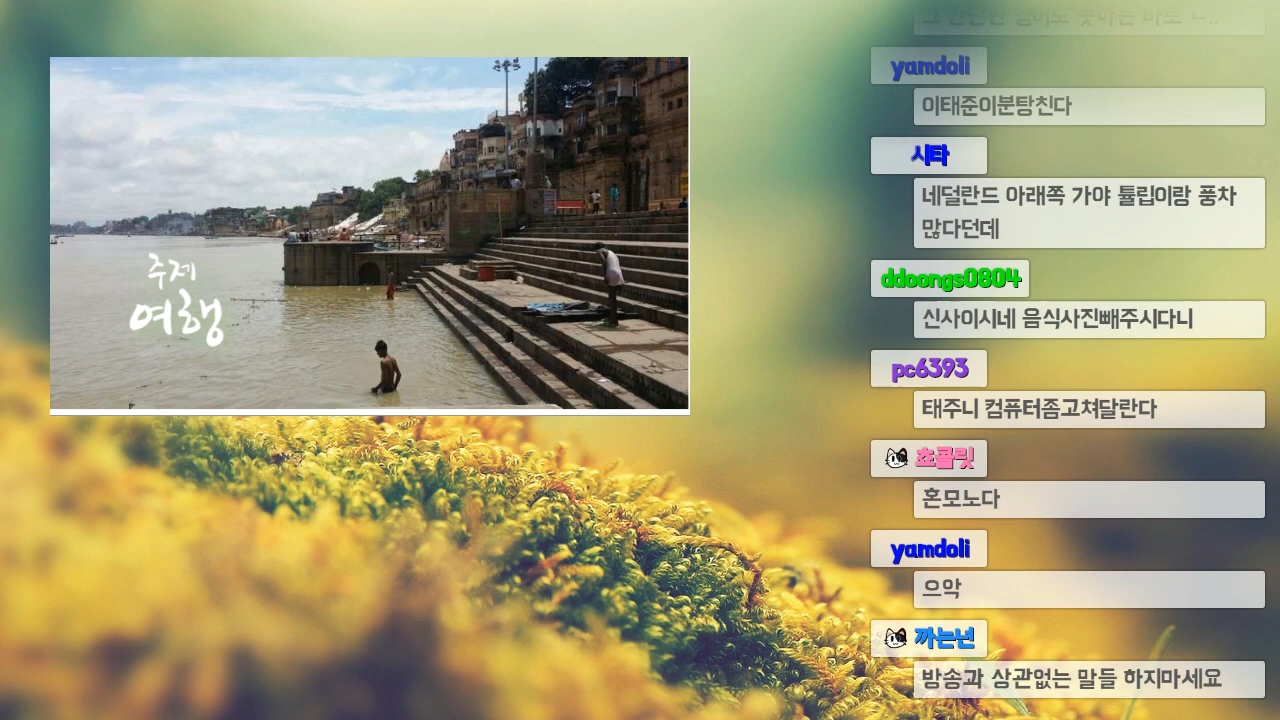 주제
여행
yamdoli
이태준이분탕친다
시타
네덜란드 아래쪽 가야 튤립이랑 풍차
많다던데
ddoongs0804
신사이시네 음식사진빼주시다니
pc6393
태주니 컴퓨터좀고쳐달란다
쵸콜릿
혼모노다
yamdoli
으악
까는년
방송과 상관없는 말들 하지마세요